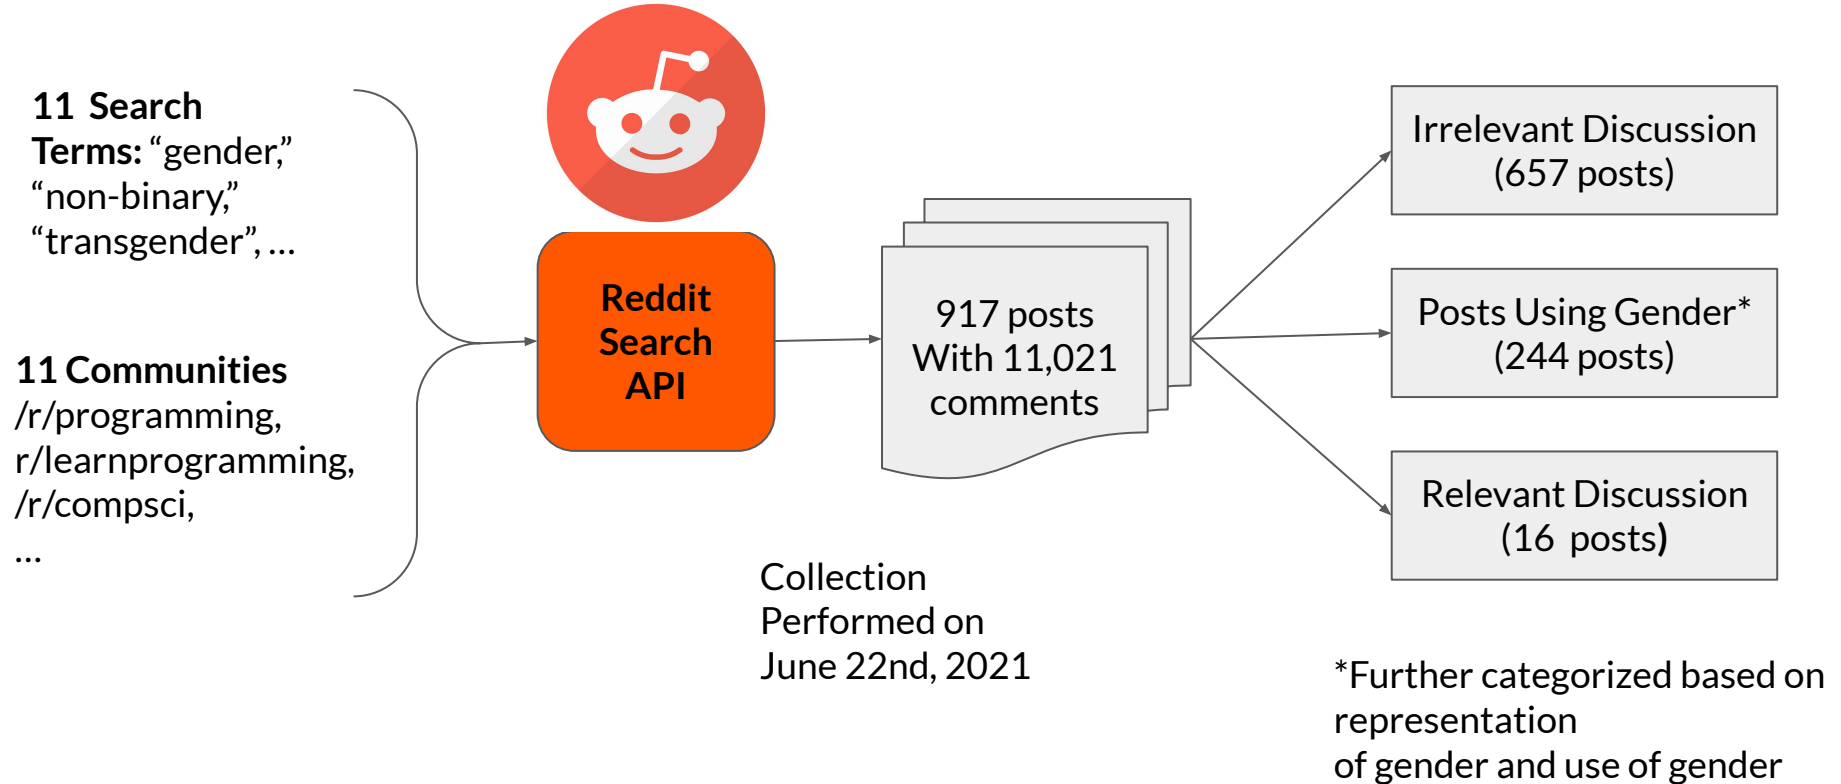 11  Search
Terms: “gender,”
“non-binary,”
“transgender”, ...
11 Communities
/r/programming,
r/learnprogramming,
/r/compsci,
...
Reddit
Search
API
917 posts
With 11,021
comments
Collection
Performed on
June 22nd, 2021
Irrelevant Discussion
(657 posts)
Posts Using Gender*
(244 posts)
Relevant Discussion
(16  posts)
*Further categorized based on
representation
of gender and use of gender